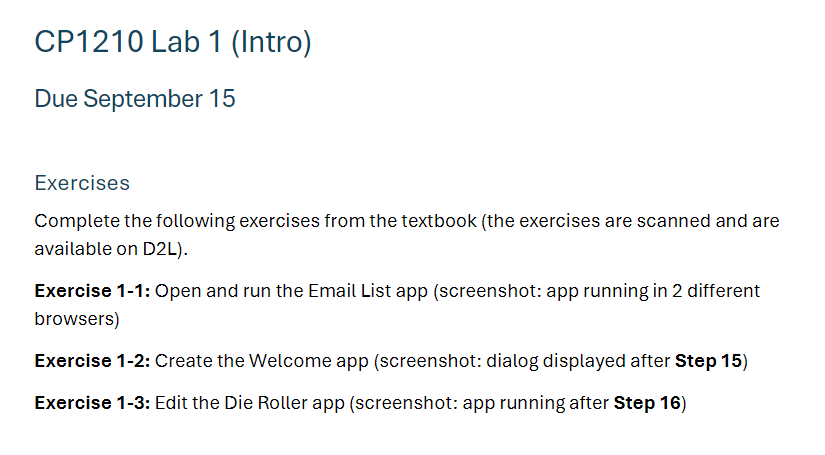 CP1210 Lab 1 (Intro)
Due September 15
Exercises
Complete the following exercises from the textbook (the exercises are scanned and are
available on D2L).
Exercise 1-1: Open and run the Email List app (screenshot: app running in 2 different
browsers)
Exercise 1-2: Create the Welcome app (screenshot: dialog displayed after Step 15)
Exercise 1-3: Edit the Die Roller app (screenshot: app running after Step 16)